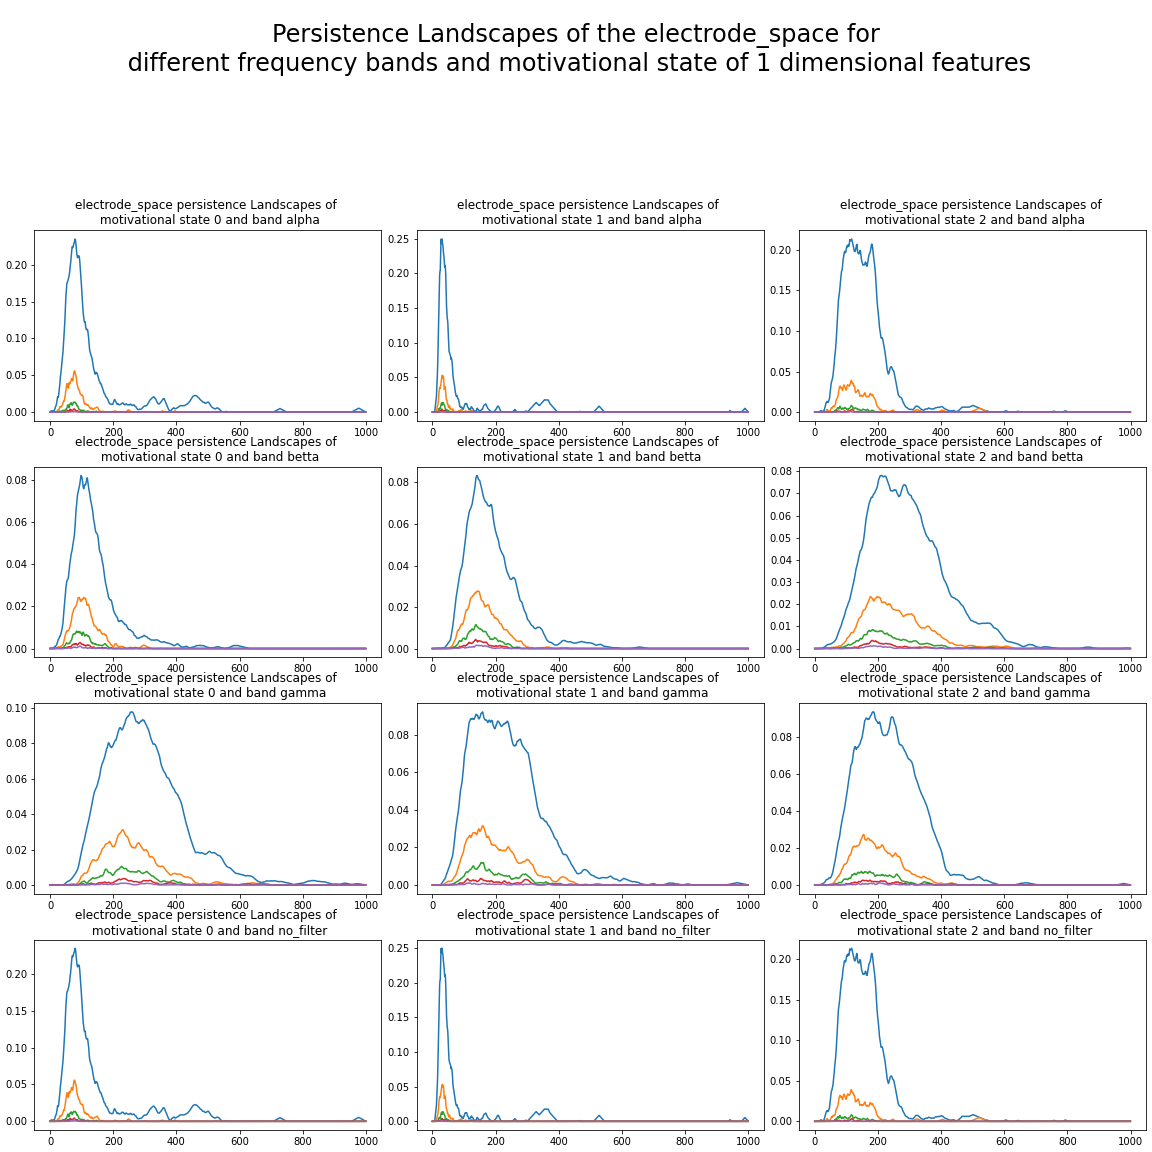 Persistence Landscapes of the electrode_space for
different frequency bands and motivational state of 1 dimensional features
electrode_space persistence Landscapes of
motivational state 0 and band alpha
0.20
0.15
0.10
0.05
0.00
0 200 400 600 800 1000
electrode_space persistence Landscapes of
motivational state 1 and band alpha
0.25
0.20
0.15
0.10
0.05
0.00
0 200 400 600 800 1000
electrode_space persistence Landscapes of
motivational state 2 and band alpha
0.20
0.15
0.10
0.05
0.00
0 200 400 600 800 1000
electrode_space persistence Landscapes of
motivational state 0 and band betta
0.08
0.06
0.04
0.02
0.00
0 200 400 600 800 1000
electrode_space persistence Landscapes of
motivational state 1 and band betta
0.08
0.06
0.04
0.02
0.00
0 200 400 600 800 1000
electrode_space persistence Landscapes of
motivational state 2 and band betta
0.08
0.07
0.06
0.05
0.04
0.03
0.02
0.01
0.00
0 200 400 600 800 1000
electrode_space persistence Landscapes of
motivational state 0 and band gamma
0.10
0.08
0.06
0.04
0.02
0.00
0 200 400 600 800 1000
electrode_space persistence Landscapes of
motivational state 1 and band gamma
0.08
0.06
0.04
0.02
0.00
0 200 400 600 800 1000
electrode_space persistence Landscapes of
motivational state 2 and band gamma
0.08
0.06
0.04
0.02
0.00
0 200 400 600 800 1000
electrode_space persistence Landscapes of
motivational state 0 and band no_filter
0.20
0.15
0.10
0.05
0.00
0 200 400 600 800 1000
electrode_space persistence Landscapes of
motivational state 1 and band no_filter
0.25
0.20
0.15
0.10
0.05
0.00
0 200 400 600 800 1000
electrode_space persistence Landscapes of
motivational state 2 and band no_filter
0.20
0.15
0.10
0.05
0.00
0 200 400 600 800 1000